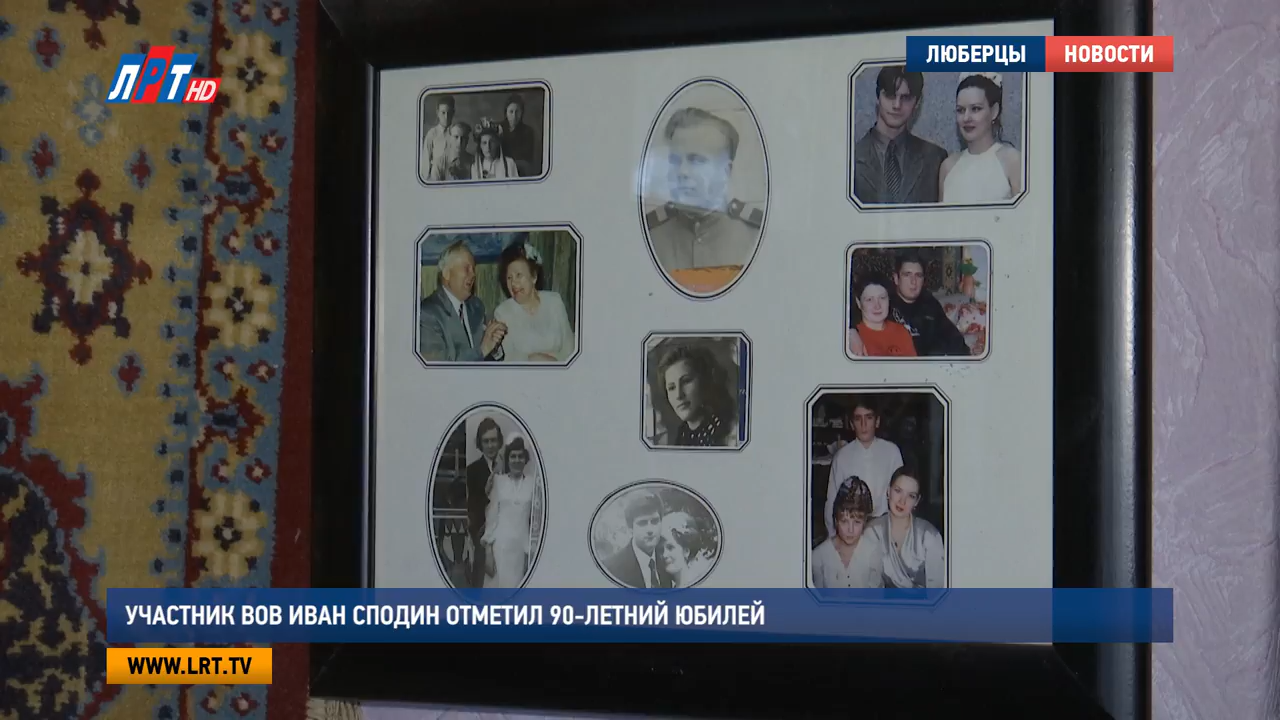 ЛРТ HD
ЛЮБЕРЦЫ НОВОСТИ
УЧАСТНИК ВОВ ИВАН СПОДИН ОТМЕТИЛ 90-ЛЕТНИЙ ЮБИЛЕЙ
WWW.LRT.TV